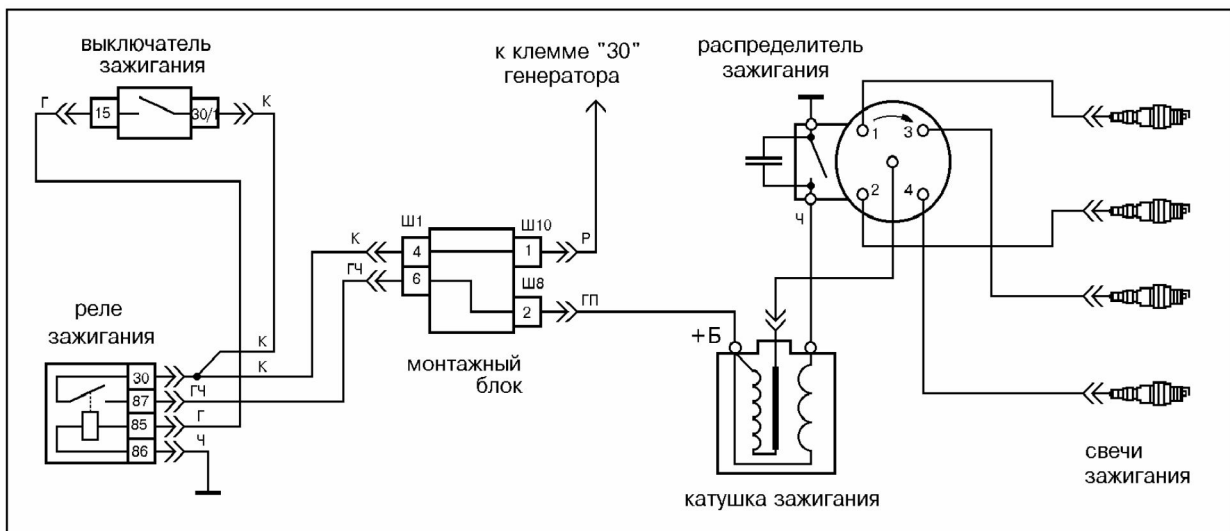 выключатель
зажигания
Г
15
30/1
К
к клемме "30"
генератора
распределитель
зажигания
1
3
2
4
Ч
Ш1
Ш10
К
4
1
Р
ГЧ
6
Ш8
2
ГП
монтажный
блок
реле
зажигания
К
К
30
ГЧ
87
Г
85
Ч
86
+Б
катушка зажигания
свечи
зажигания